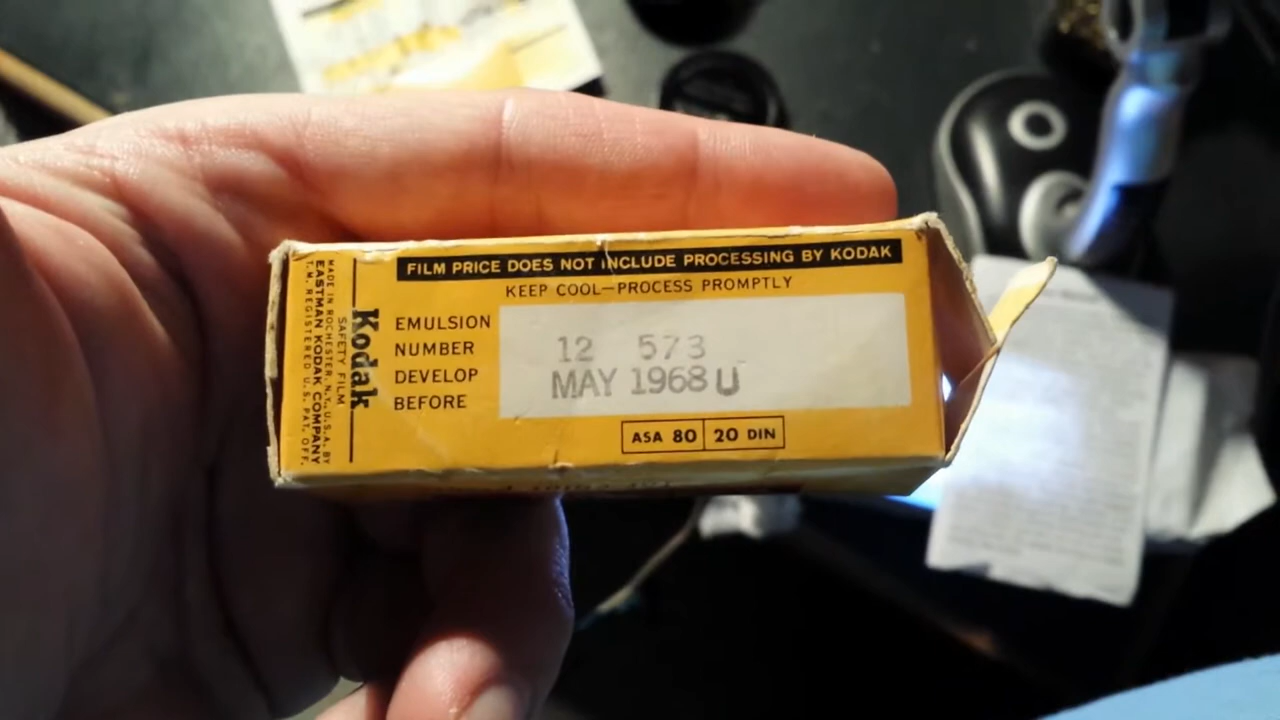 FILM PRICE DOES NOT INCLUDE PROCESSING BY KODAK
KEEP COOL—PROCESS PROMPTLY
EMULSION
NUMBER
DEVELOP
BEFORE
12 573
MAY 1968 U
ASA 80 20 DIN
Kodak
SAFETY FILM
MADE IN ROCHESTER, N.Y., U.S.A. BY
EASTMAN KODAK COMPANY
T.M. REGISTERED U.S. PAT. OFF.